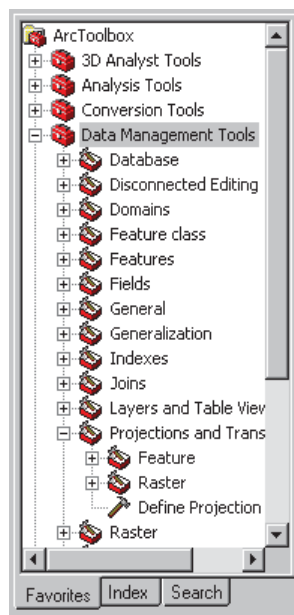 ArcToolbox
3D Analyst Tools
Analysis Tools
Conversion Tools
Data Management Tools
Database
Disconnected Editing
Domains
Feature class
Features
Fields
General
Generalization
Indexes
Joins
Layers and Table View
Projections and Trans
Feature
Raster
Define Projection
Raster
Favorites Index Search